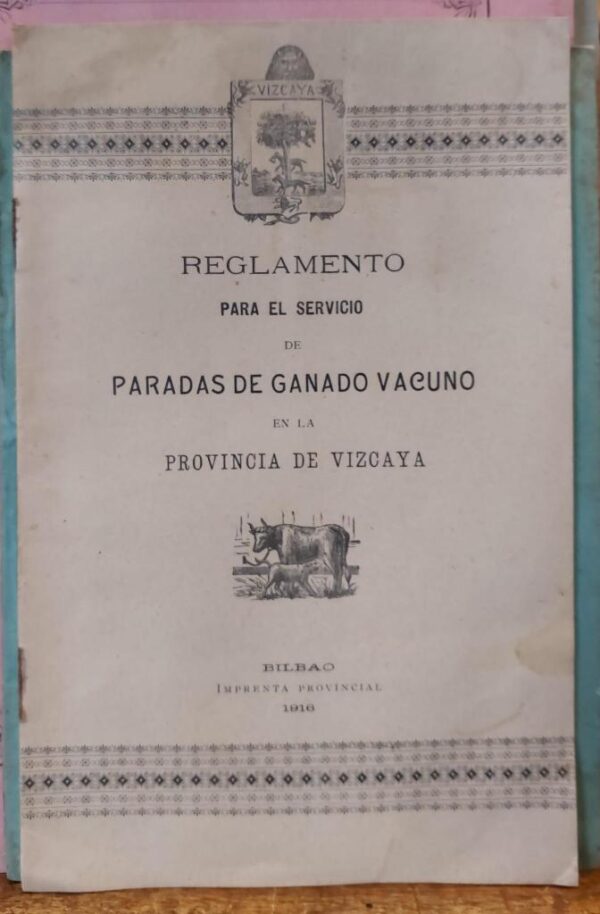 VIZCAYA
REGLAMENTO
PARA EL SERVICIO
DE
PARADAS DE GANADO VACUNO
EN LA
PROVINCIA DE VIZCAYA
BILBAO
IMPRENTA PROVINCIAL
1916